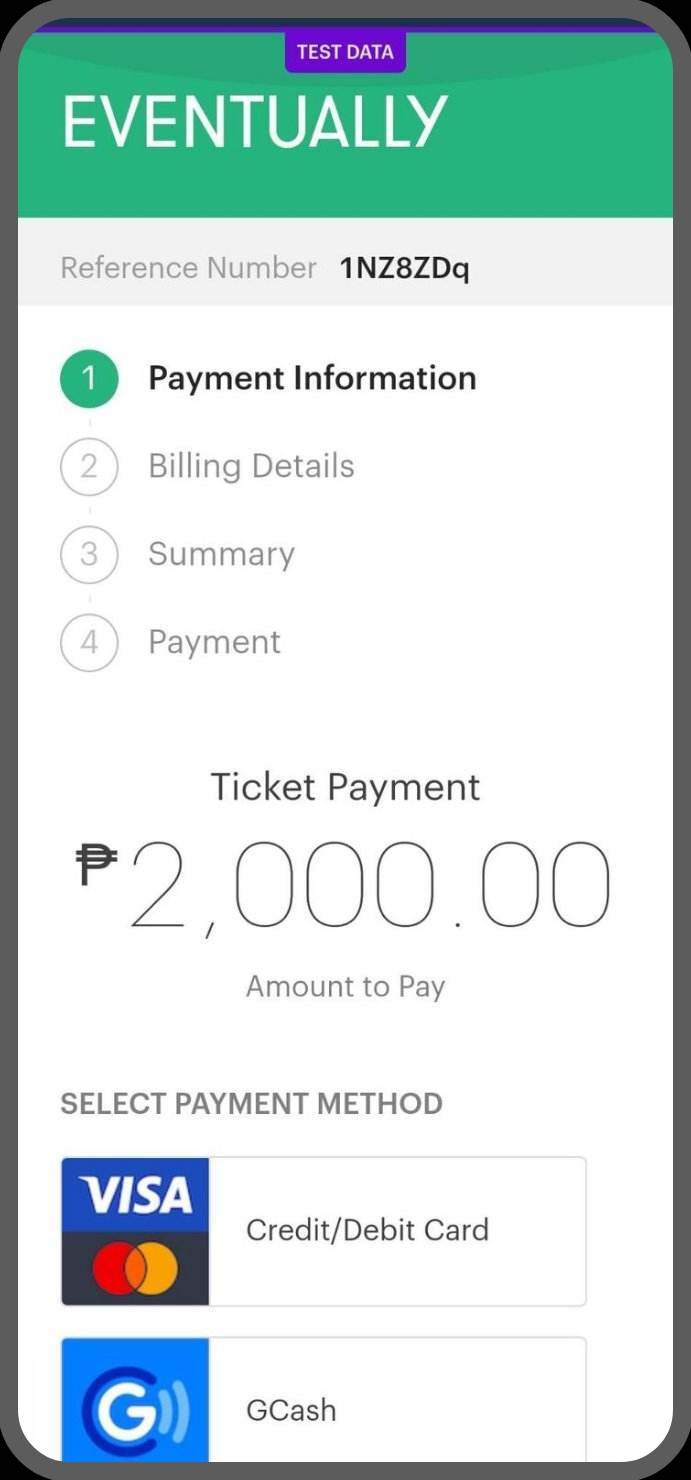 TEST DATA
EVENTUALLY
Reference Number 1NZ8ZDq
1 Payment Information
2 Billing Details
3 Summary
4 Payment
Ticket Payment
₱2,000.00
Amount to Pay
SELECT PAYMENT METHOD
VISA
Credit/Debit Card
G
GCash